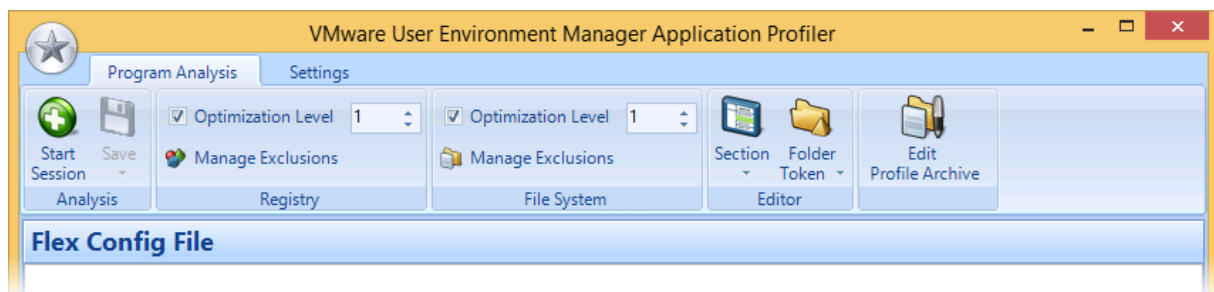 VMware User Environment Manager Application Profiler
Program Analysis Settings
Optimization Level 1 Optimization Level 1
Start Session Save Manage Exclusions Manage Exclusions Section Folder Token Edit Profile Archive
Analysis Registry File System Editor
Flex Config File